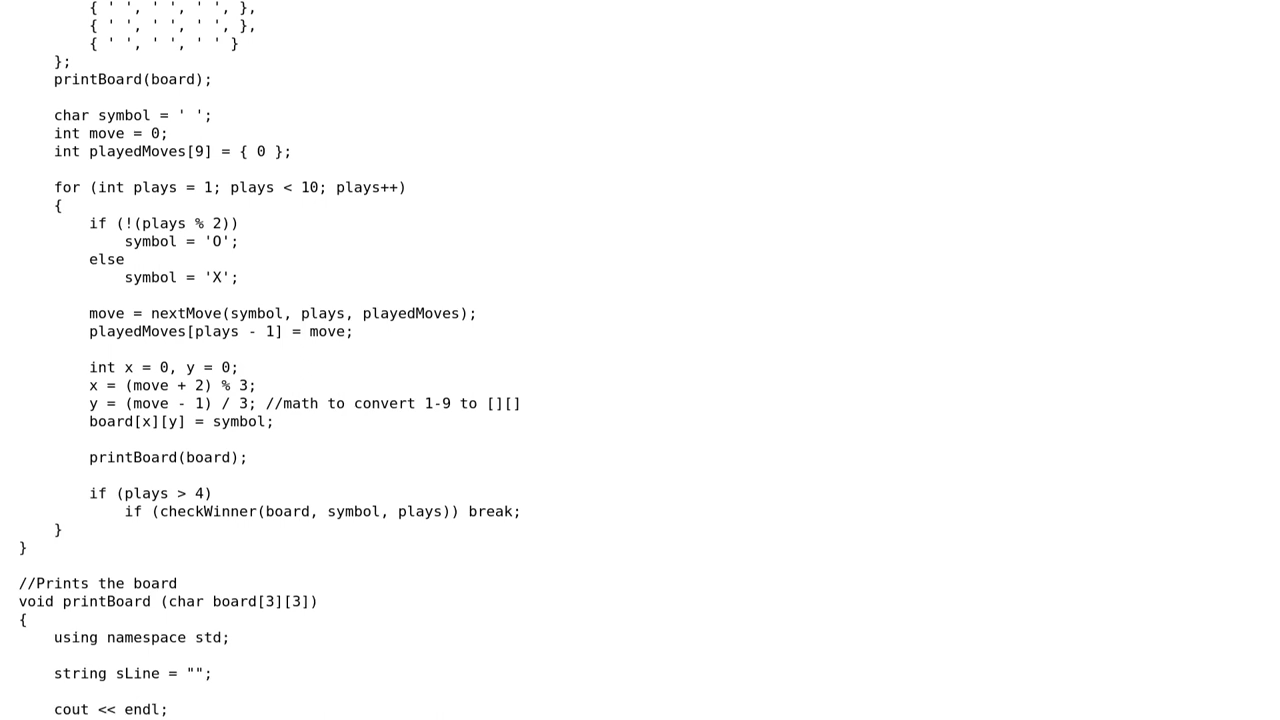 { ' ', ' ', ' ', },
        { ' ', ' ', ' ', },
        { ' ', ' ', ' ' }
    };
    printBoard(board);

    char symbol = ' ';
    int move = 0;
    int playedMoves[9] = { 0 };

    for (int plays = 1; plays < 10; plays++)
    {
        if (!(plays % 2))
            symbol = 'O';
        else
            symbol = 'X';

        move = nextMove(symbol, plays, playedMoves);
        playedMoves[plays - 1] = move;

        int x = 0, y = 0;
        x = (move + 2) % 3;
        y = (move - 1) / 3; //math to convert 1-9 to [][]
        board[x][y] = symbol;

        printBoard(board);

        if (plays > 4)
            if (checkWinner(board, symbol, plays)) break;
    }
}

//Prints the board
void printBoard (char board[3][3])
{
    using namespace std;

    string sLine = "";

    cout << endl;